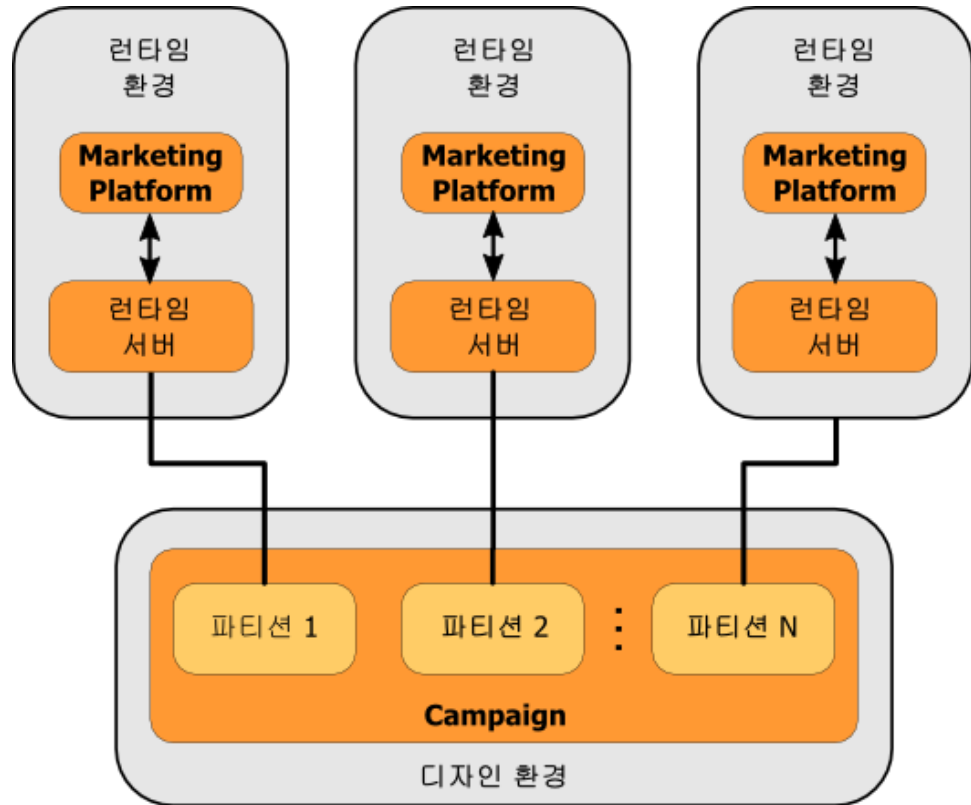 런타임
환경
Marketing
Platform
런타임
서버
런타임
환경
Marketing
Platform
런타임
서버
런타임
환경
Marketing
Platform
런타임
서버
파티션 1
파티션 2
파티션 N
Campaign
디자인 환경